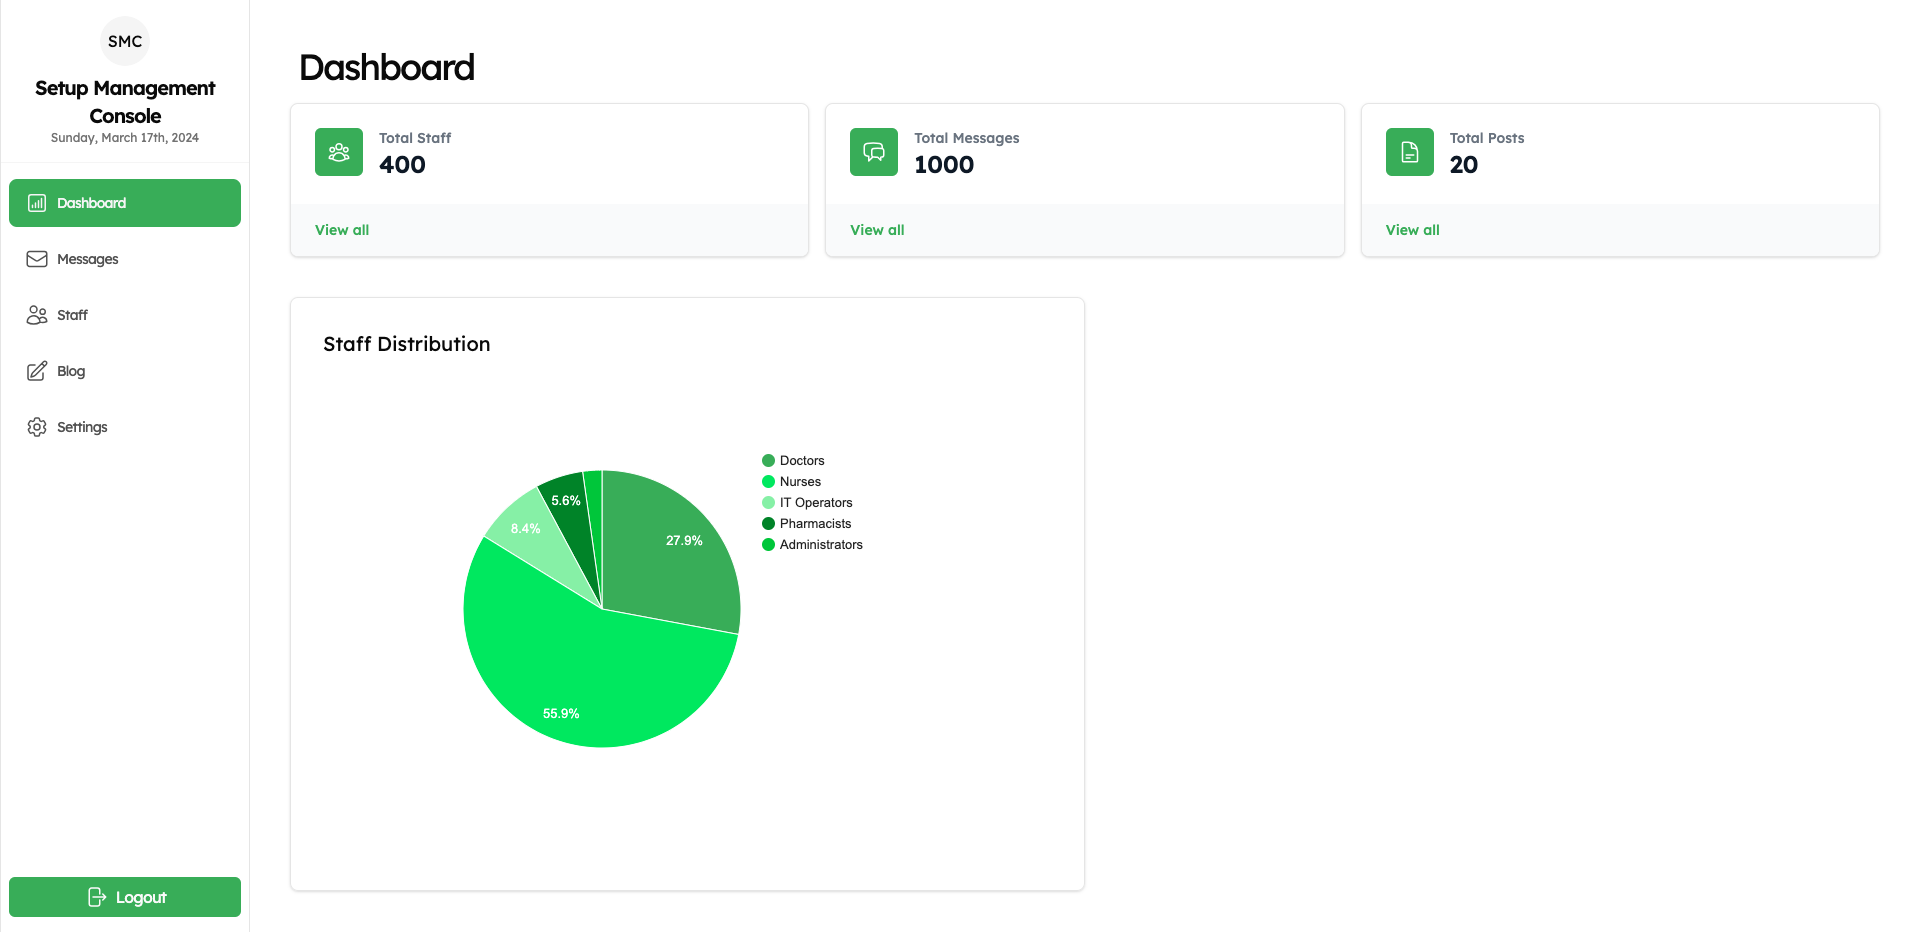 SMC
Setup Management
Console
Sunday, March 17th, 2024
Dashboard
Messages
Staff
Blog
Settings
Logout
Dashboard
Total Staff
400
View all
Total Messages
1000
View all
Total Posts
20
View all
Staff Distribution
5.6%
8.4%
27.9%
55.9%
Doctors
Nurses
IT Operators
Pharmacists
Administrators